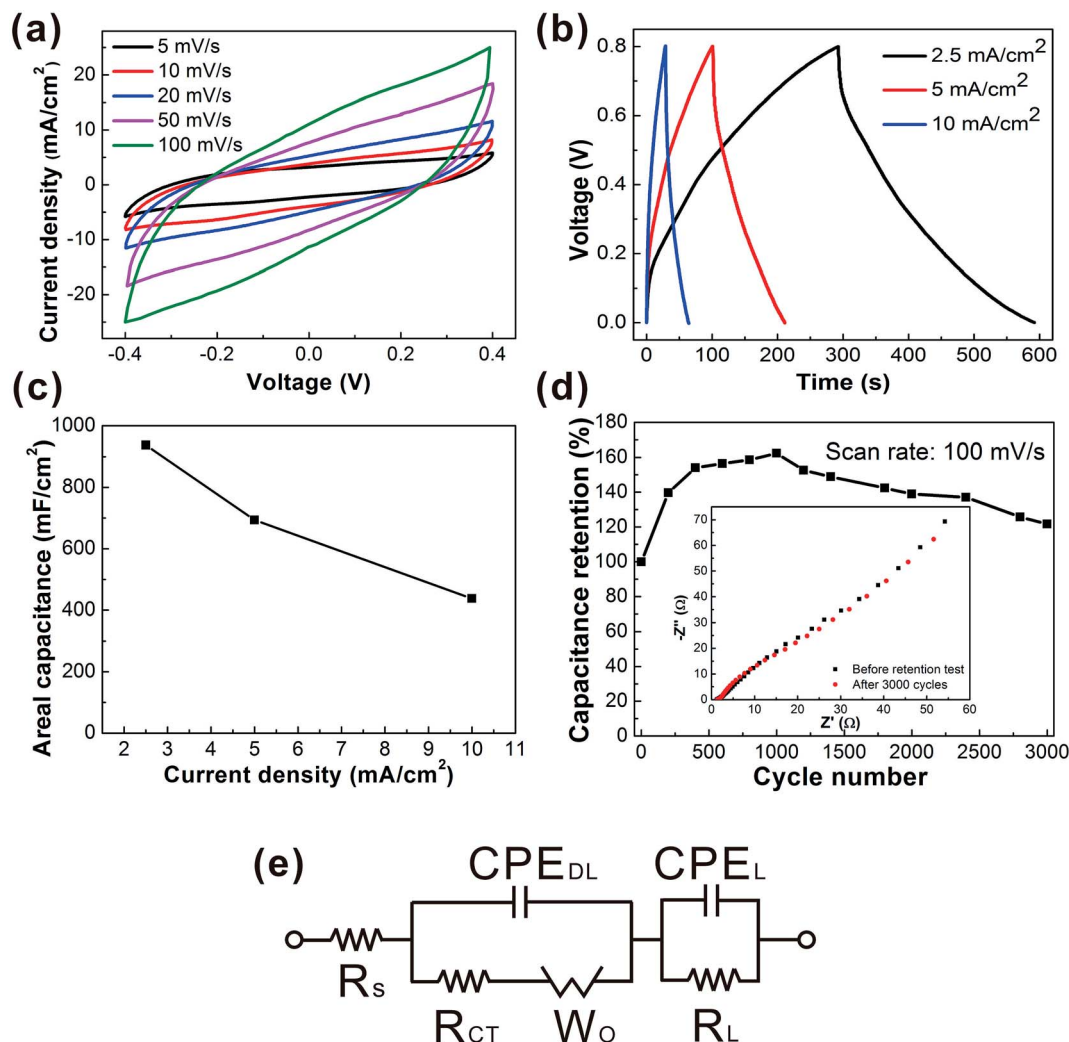 (a)
5 mV/s
10 mV/s
20 mV/s
50 mV/s
100 mV/s
Current density (mA/cm²)
20
10
0
-10
-20
-0.4 -0.2 0.0 0.2 0.4
Voltage (V)
(b)
2.5 mA/cm²
5 mA/cm²
10 mA/cm²
Voltage (V)
0.8
0.6
0.4
0.2
0.0
0 100 200 300 400 500 600
Time (s)
(c)
Areal capacitance (mF/cm²)
1000
800
600
400
200
0
2 3 4 5 6 7 8 9 10 11
Current density (mA/cm²)
(d)
Scan rate: 100 mV/s
Capacitance retention (%)
180
160
140
120
100
80
60
40
20
0
0 500 1000 1500 2000 2500 3000
Cycle number
-Z'' (Ω)
70
60
50
40
30
20
10
0
0 10 20 30 40 50 60
Z' (Ω)
Before retention test
After 3000 cycles
(e)
CPE_DL
CPE_L
R_S
R_CT
W_O
R_L